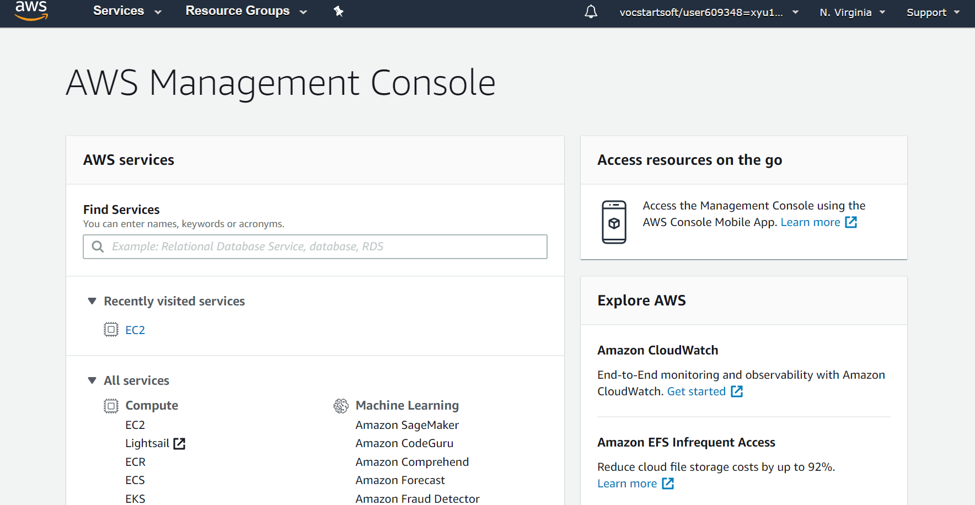 aws
Services
Resource Groups
vocstartsoft/user609348=xyu1...
N. Virginia
Support
AWS Management Console
AWS services
Find Services
You can enter names, keywords or acronyms.
Example: Relational Database Service, database, RDS
Recently visited services
EC2
All services
Compute
EC2
Lightsail
ECR
ECS
EKS
Machine Learning
Amazon SageMaker
Amazon CodeGuru
Amazon Comprehend
Amazon Forecast
Amazon Fraud Detector
Access resources on the go
Access the Management Console using the
AWS Console Mobile App. Learn more
Explore AWS
Amazon CloudWatch
End-to-End monitoring and observability with Amazon
CloudWatch. Get started
Amazon EFS Infrequent Access
Reduce cloud file storage costs by up to 92%.
Learn more